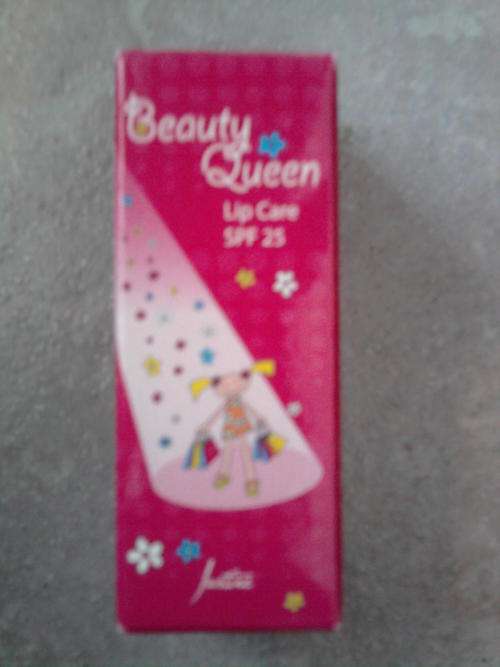 Beauty
Queen
Lip Care
SPF 25